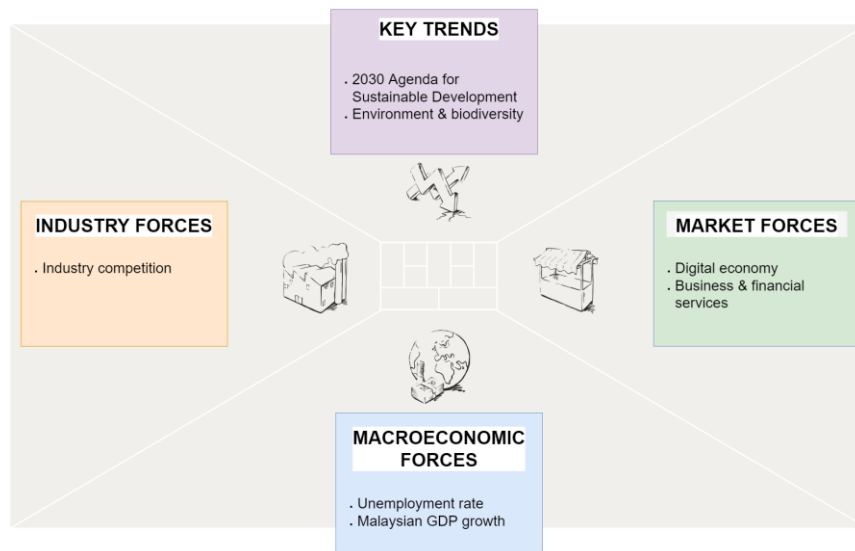 KEY TRENDS
. 2030 Agenda for
Sustainable Development
. Environment & biodiversity
INDUSTRY FORCES
. Industry competition
MARKET FORCES
. Digital economy
. Business & financial
services
MACROECONOMIC
FORCES
. Unemployment rate
. Malaysian GDP growth